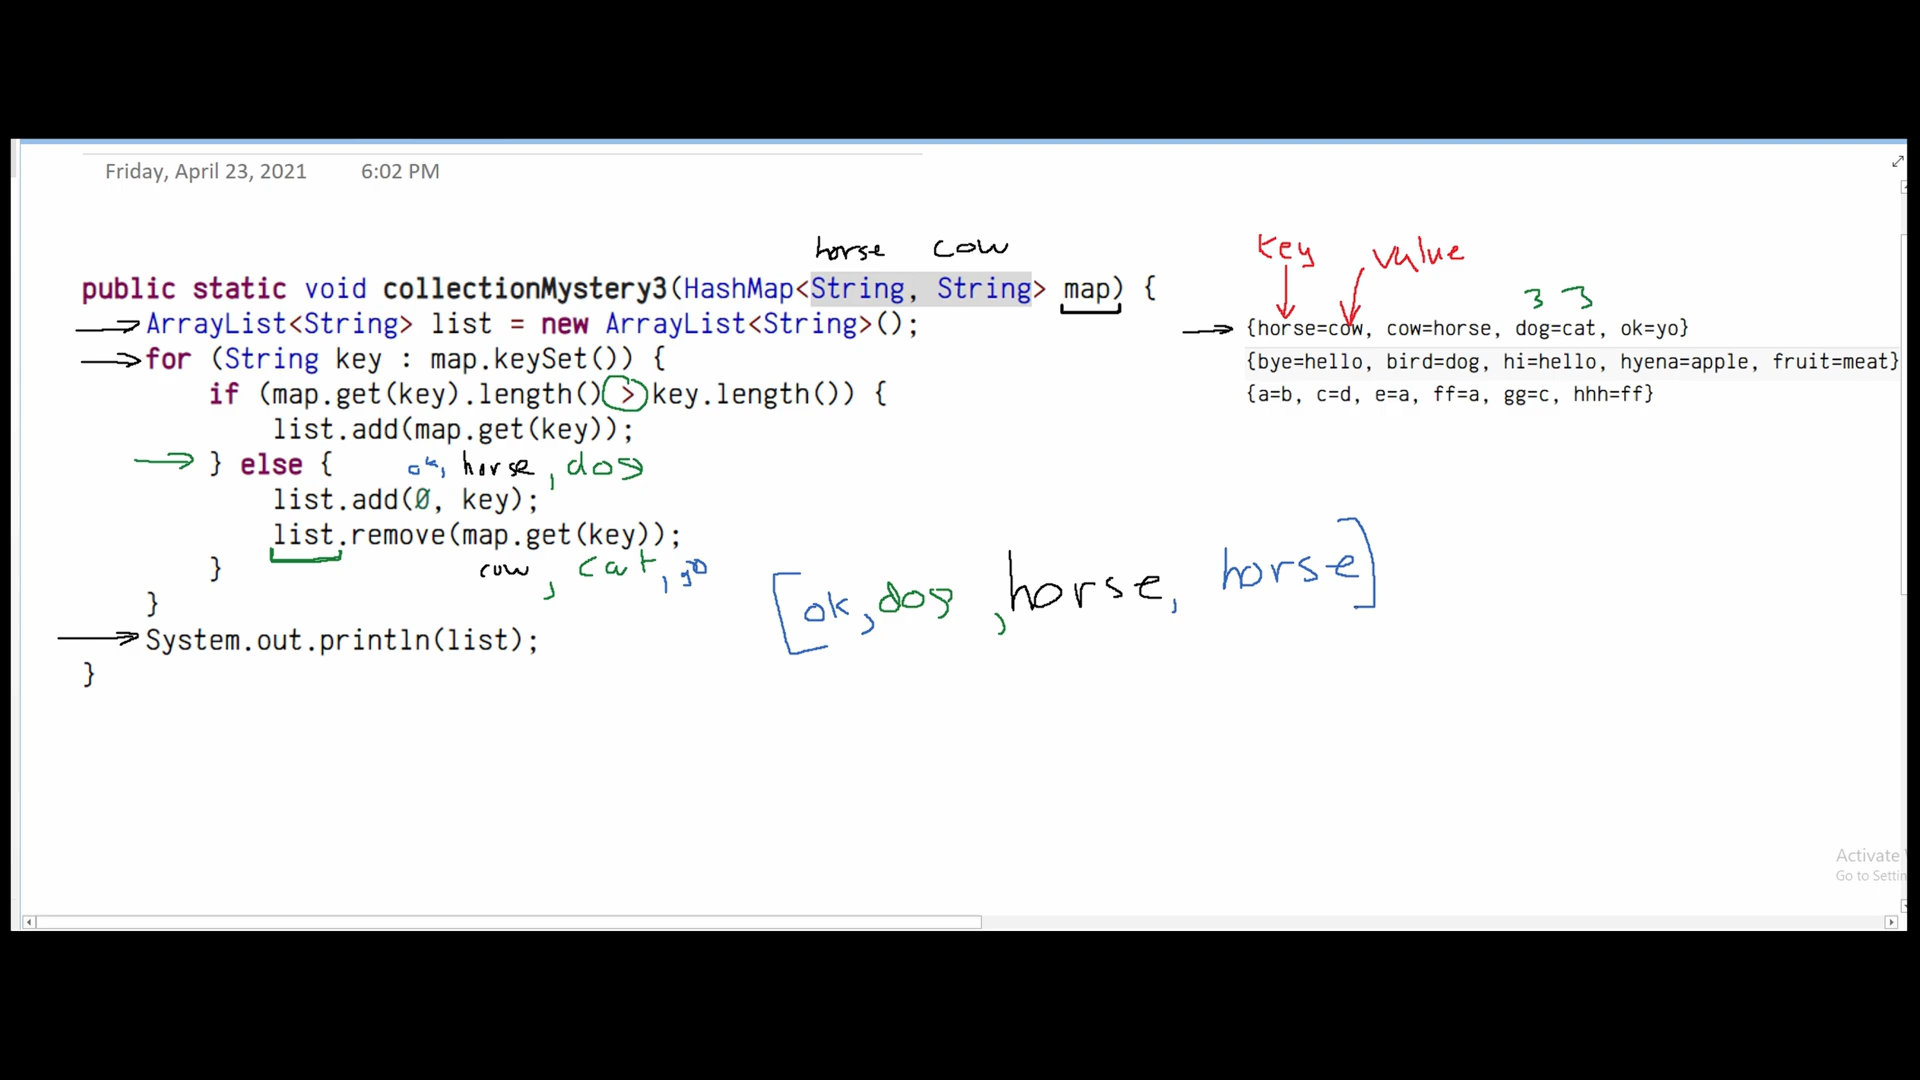 Friday, April 23, 2021 6:02 PM
horse cow
public static void collectionMystery3(HashMap<String, String> map) {
ArrayList<String> list = new ArrayList<String>();
for (String key : map.keySet()) {
if (map.get(key).length() > key.length()) {
list.add(map.get(key));
} else { ok, horse, dog
list.add(0, key);
list.remove(map.get(key));
} cow, cat, yo
}
System.out.println(list);
}
key value
3 3
{horse=cow, cow=horse, dog=cat, ok=yo}
{bye=hello, bird=dog, hi=hello, hyena=apple, fruit=meat}
{a=b, c=d, e=a, ff=a, gg=c, hhh=ff}
[ok, dog, horse, horse]
Activate
Go to Settin